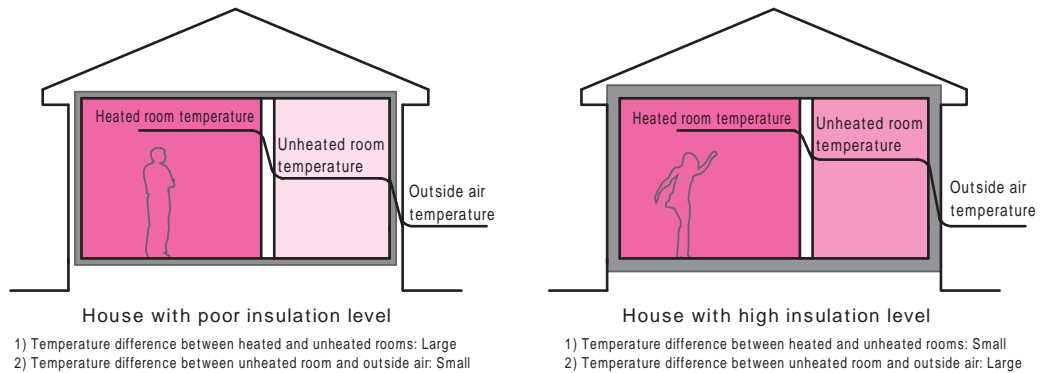 Heated room temperature
Unheated room
temperature
Outside air
temperature
House with poor insulation level
1) Temperature difference between heated and unheated rooms: Large
2) Temperature difference between unheated room and outside air: Small
Heated room temperature
Unheated room
temperature
Outside air
temperature
House with high insulation level
1) Temperature difference between heated and unheated rooms: Small
2) Temperature difference between unheated room and outside air: Large